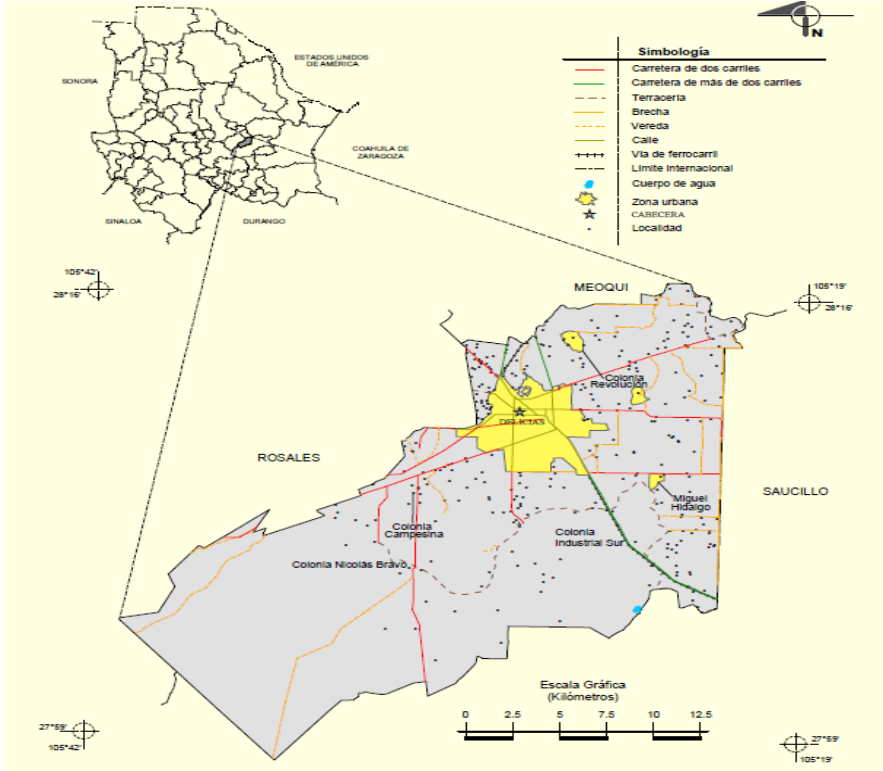 N
ESTADOS UNIDOS
DE AMÉRICA
SONORA
COAHUILA DE
ZARAGOZA
SINALOA
DURANGO
Simbología
Carretera de dos carriles
Carretera de más de dos carriles
Terracería
Brecha
Vereda
Calle
Vía de ferrocarril
Límite Internacional
Cuerpo de agua
Zona urbana
CABECERA
Localidad
105°42'
28°16'
MEOQUI
105°19'
28°16'
Colonia
Revolución
DELICIAS
ROSALES
SAUCILLO
Miguel
Hidalgo
Colonia
Campesina
Colonia
Industrial Sur
Colonia Nicolás Bravo
Escala Gráfica
(Kilómetros)
0 2.5 5 7.5 10 12.5
27°59'
105°42'
27°59'
105°19'